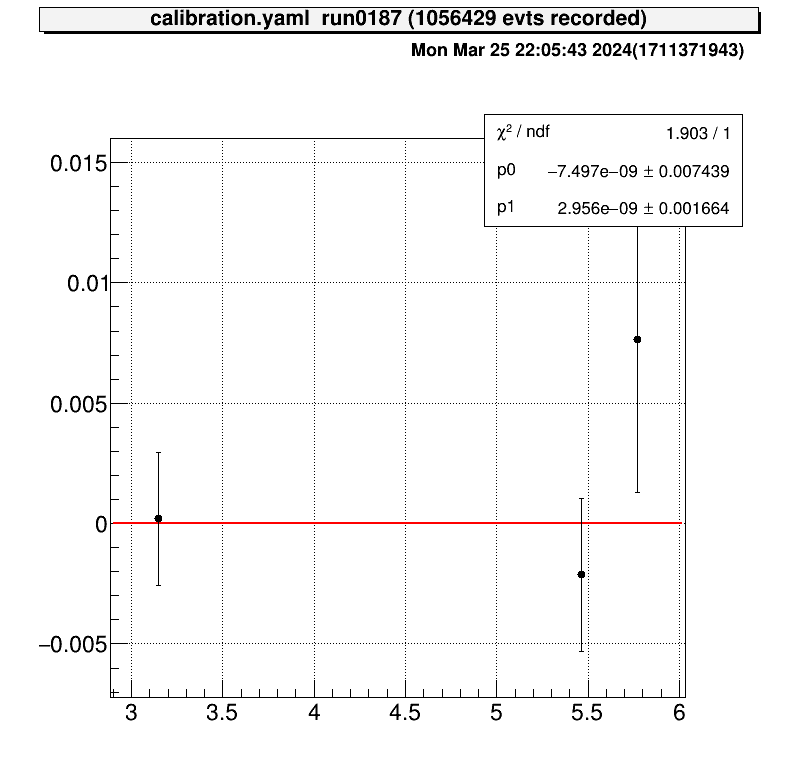 calibration.yaml run0187 (1056429 evts recorded)
Mon Mar 25 22:05:43 2024(1711371943)
χ² / ndf 1.903 / 1
p0 −7.497e−09 ± 0.007439
p1 2.956e−09 ± 0.001664
0.015
0.01
0.005
0
−0.005
3 3.5 4 4.5 5 5.5 6